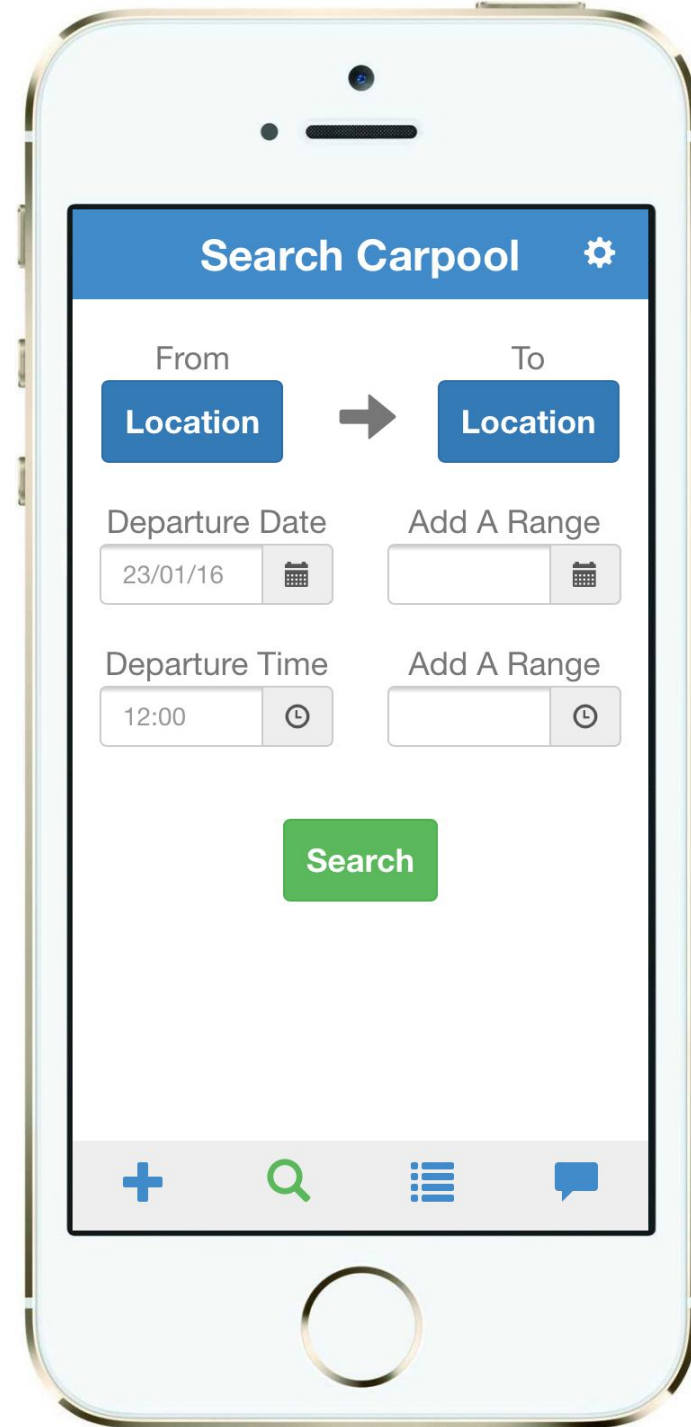 Search Carpool
From To
Location Location
Departure Date Add A Range
23/01/16
Departure Time Add A Range
12:00
Search